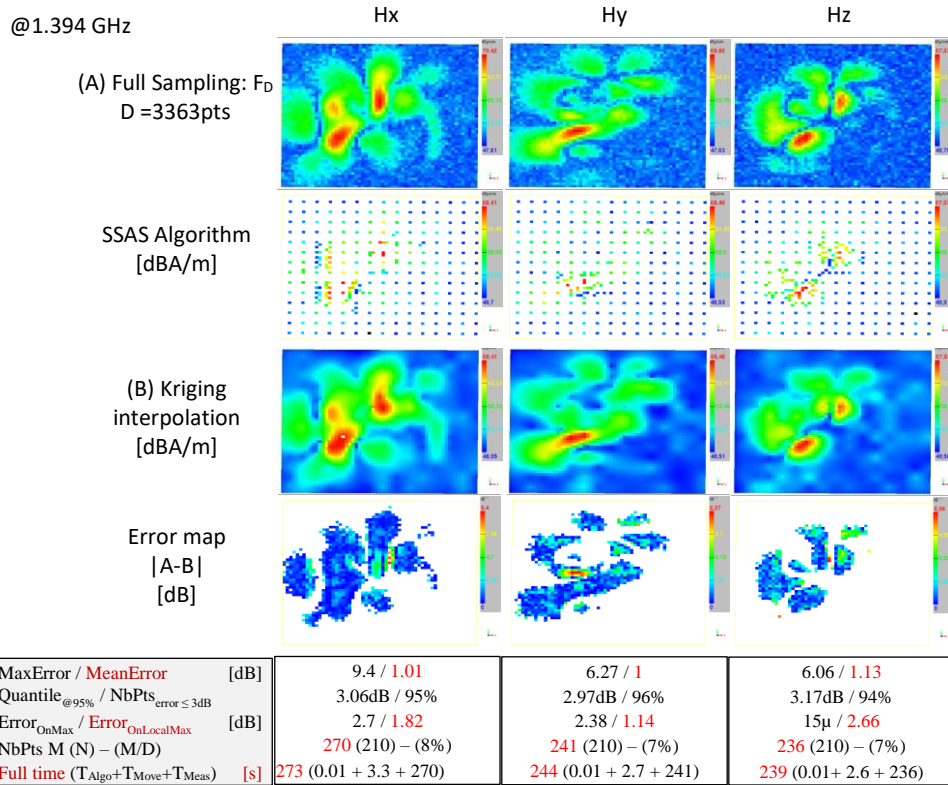 @1.394 GHz
Hx Hy Hz
(A) Full Sampling: FD
D =3363pts
SSAS Algorithm
[dBA/m]
(B) Kriging
interpolation
[dBA/m]
Error map
|A-B|
[dB]
MaxError / MeanError [dB] 9.4 / 1.01 6.27 / 1 6.06 / 1.13
Quantile@95% / NbPtserror ≤ 3dB 3.06dB / 95% 2.97dB / 96% 3.17dB / 94%
ErrorOnMax / ErrorOnLocalMax [dB] 2.7 / 1.82 2.38 / 1.14 15µ / 2.66
NbPts M (N) – (M/D) 270 (210) – (8%) 241 (210) – (7%) 236 (210) – (7%)
Full time (TAlgo+TMove+TMeas) [s] 273 (0.01 + 3.3 + 270) 244 (0.01 + 2.7 + 241) 239 (0.01+ 2.6 + 236)